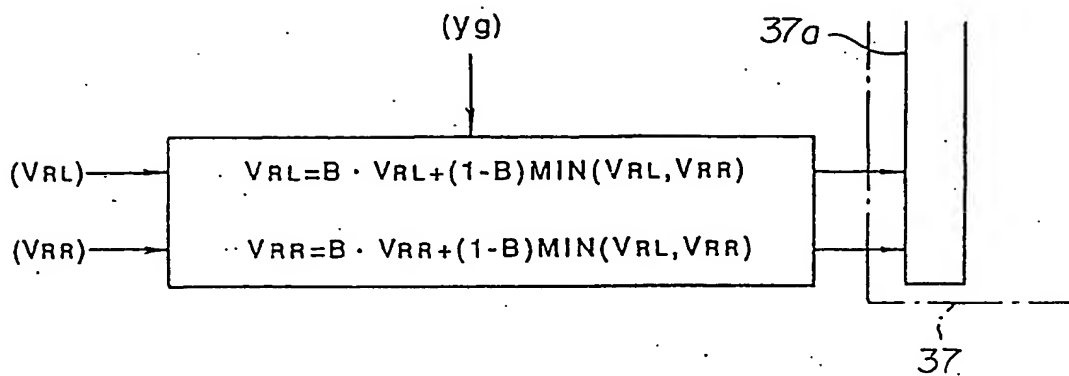 (yg)
37a
(VRL)
VRL=B · VRL+(1-B)MIN(VRL,VRR)
(VRR)
VRR=B · VRR+(1-B)MIN(VRL,VRR)
37